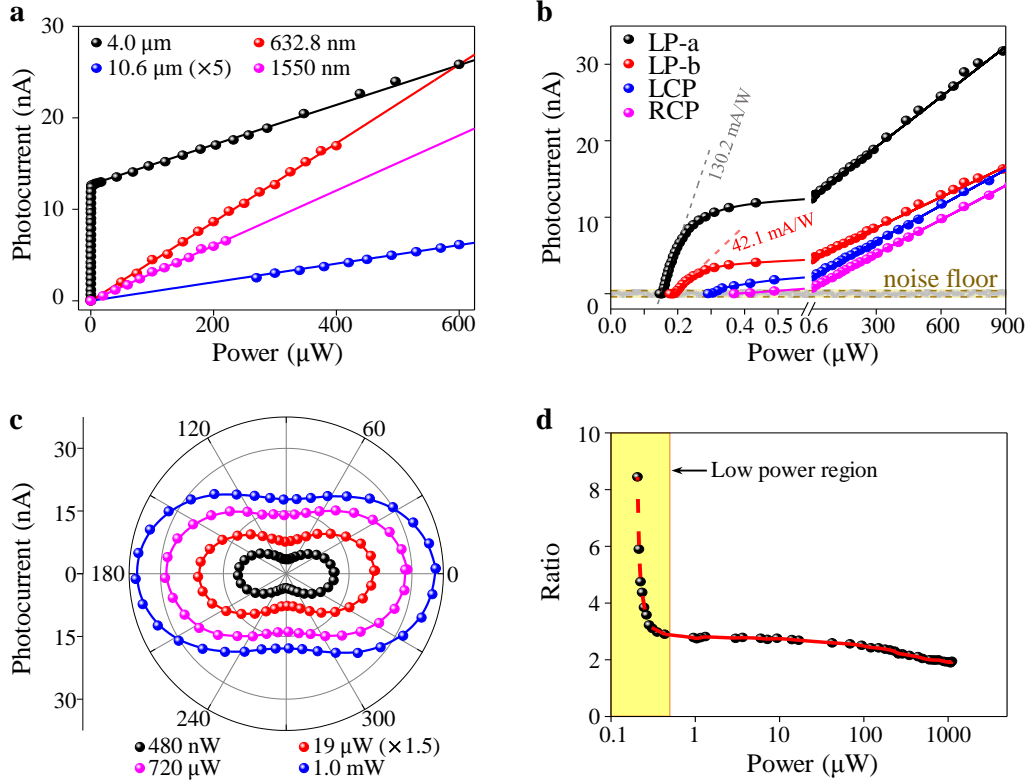 a
30
20
10
0
Photocurrent (nA)
4.0 μm
632.8 nm
10.6 μm (×5)
1550 nm
0
200
400
600
Power (μW)
b
30
20
10
0
Photocurrent (nA)
LP-a
LP-b
LCP
RCP
130.2 mA/W
42.1 mA/W
noise floor
0.0
0.2
0.4
0.5
0.6
300
600
900
Power (μW)
c
30
15
0
15
30
Photocurrent (nA)
120
60
180
0
240
300
480 nW
19 μW (×1.5)
720 μW
1.0 mW
d
10
8
6
4
2
0
Ratio
Low power region
0.1
1
10
100
1000
Power (μW)